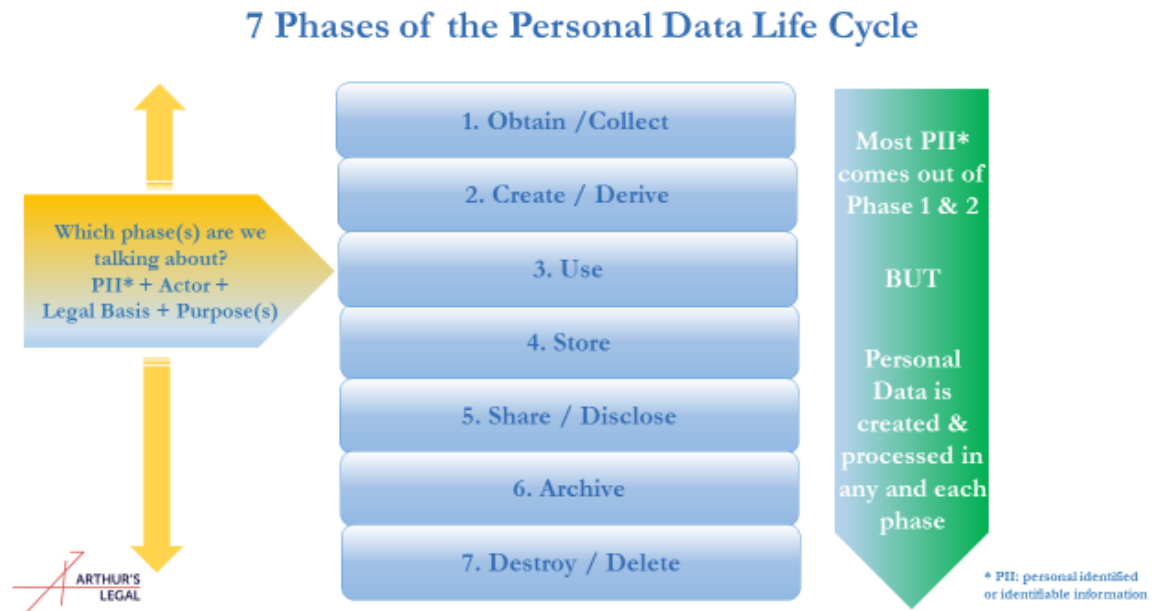 7 Phases of the Personal Data Life Cycle
Which phase(s) are we
talking about?
PII* + Actor +
Legal Basis + Purpose(s)
1. Obtain /Collect
2. Create / Derive
3. Use
4. Store
5. Share / Disclose
6. Archive
7. Destroy / Delete
Most PII*
comes out of
Phase 1 & 2
BUT
Personal
Data is
created &
processed in
any and each
phase
ARTHUR'S
LEGAL
* PII: personal identified
or identifiable information